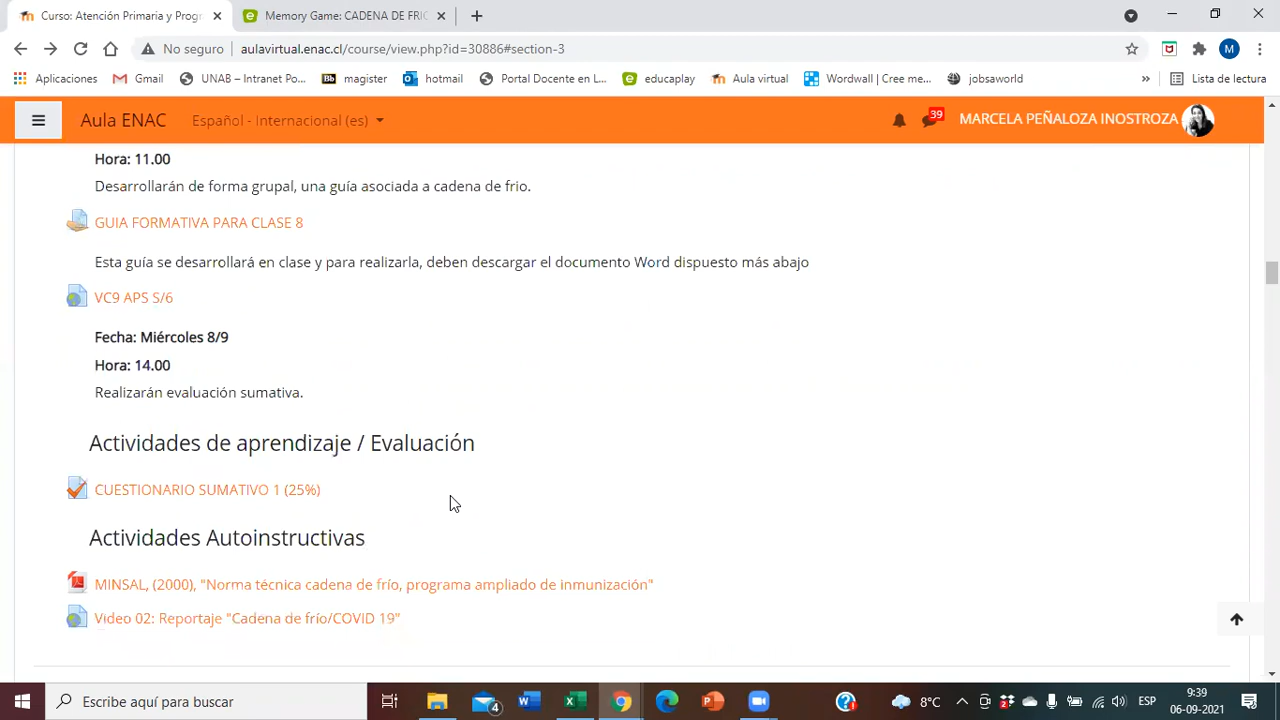 Curso: Atención Primaria y Prog
Memory Game: CADENA DE FRIO
No seguro
aulavirtual.enac.cl/course/view.php?id=30886#section-3
M
Aplicaciones
Gmail
UNAB – Intranet Po...
Bb
magister
hotmail
Portal Docente en L...
educaplay
Aula virtual
Wordwall | Cree me...
jobsaworld
»
Lista de lectura
Aula ENAC
Español - Internacional (es)
39
MARCELA PEÑALOZA INOSTROZA
Hora: 11.00
Desarrollarán de forma grupal, una guía asociada a cadena de frio.
GUIA FORMATIVA PARA CLASE 8
Esta guía se desarrollará en clase y para realizarla, deben descargar el documento Word dispuesto más abajo
VC9 APS S/6
Fecha: Miércoles 8/9
Hora: 14.00
Realizarán evaluación sumativa.
Actividades de aprendizaje / Evaluación
CUESTIONARIO SUMATIVO 1 (25%)
Actividades Autoinstructivas
MINSAL, (2000), "Norma técnica cadena de frío, programa ampliado de inmunización"
Video 02: Reportaje "Cadena de frío/COVID 19"
Escribe aquí para buscar
4
8°C
ESP
9:39
06-09-2021